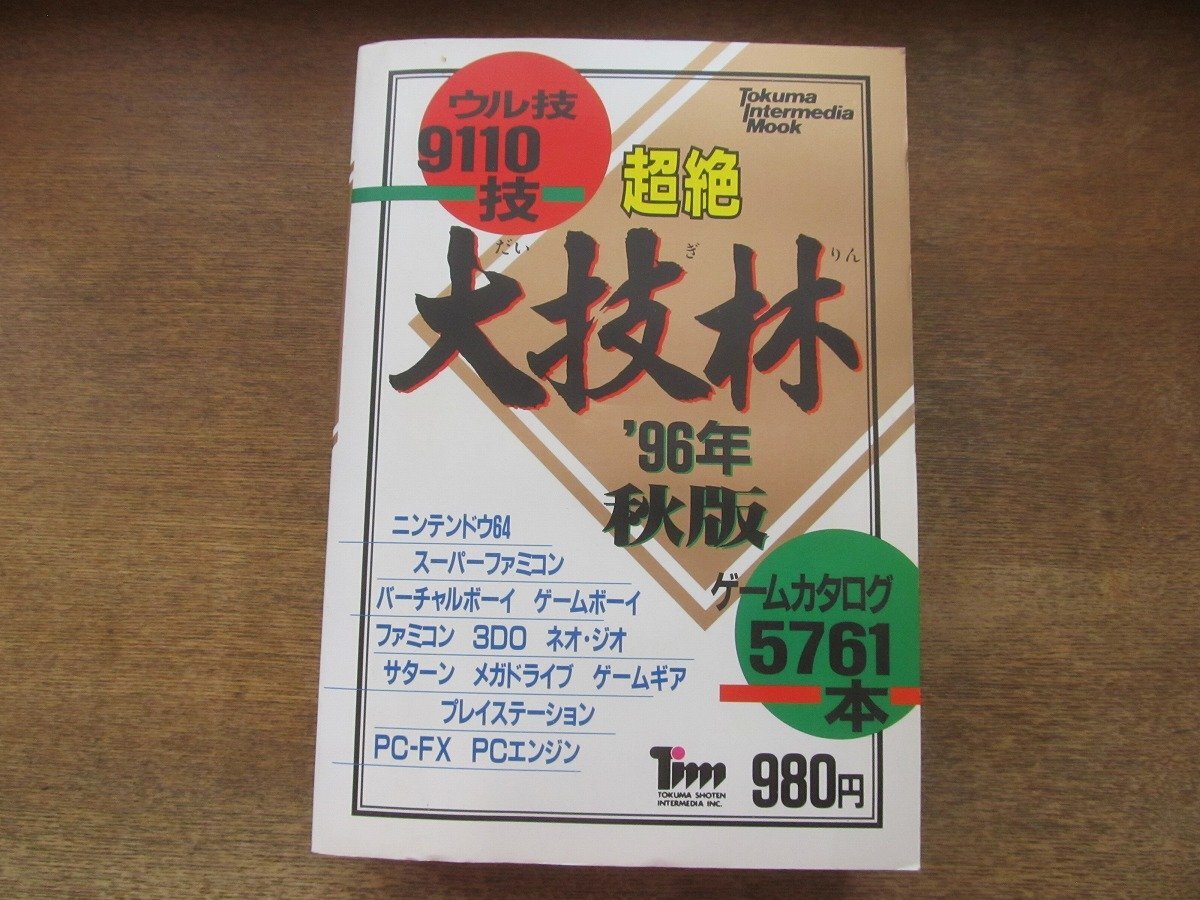 ウル技
9110
技
Tokuma
Intermedia
Mook
超絶
だい ぎ りん
大技林
'96年
秋版
ニンテンドウ64
スーパーファミコン
バーチャルボーイ ゲームボーイ
ファミコン 3DO ネオ・ジオ
サターン メガドライブ ゲームギア
プレイステーション
PC-FX PCエンジン
ゲームカタログ
5761
本
Tim
TOKUMA SHOTEN
INTERMEDIA INC.
980円